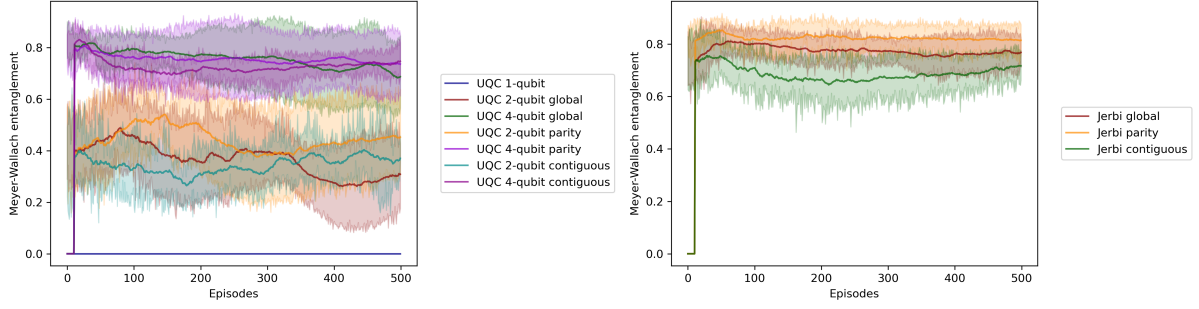 Meyer-Wallach entanglement
0.8
0.6
0.4
0.2
0.0
0 100 200 300 400 500
Episodes
UQC 1-qubit
UQC 2-qubit global
UQC 4-qubit global
UQC 2-qubit parity
UQC 4-qubit parity
UQC 2-qubit contiguous
UQC 4-qubit contiguous
Meyer-Wallach entanglement
0.8
0.6
0.4
0.2
0.0
0 100 200 300 400 500
Episodes
Jerbi global
Jerbi parity
Jerbi contiguous